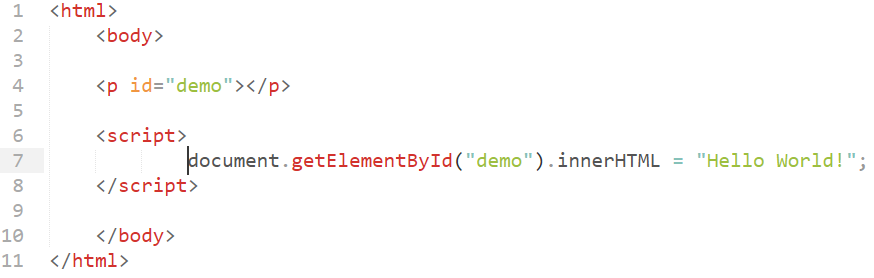 1 <html>
2     <body>
3
4     <p id="demo"></p>
5
6     <script>
7             document.getElementById("demo").innerHTML = "Hello World!";
8     </script>
9
10     </body>
11 </html>